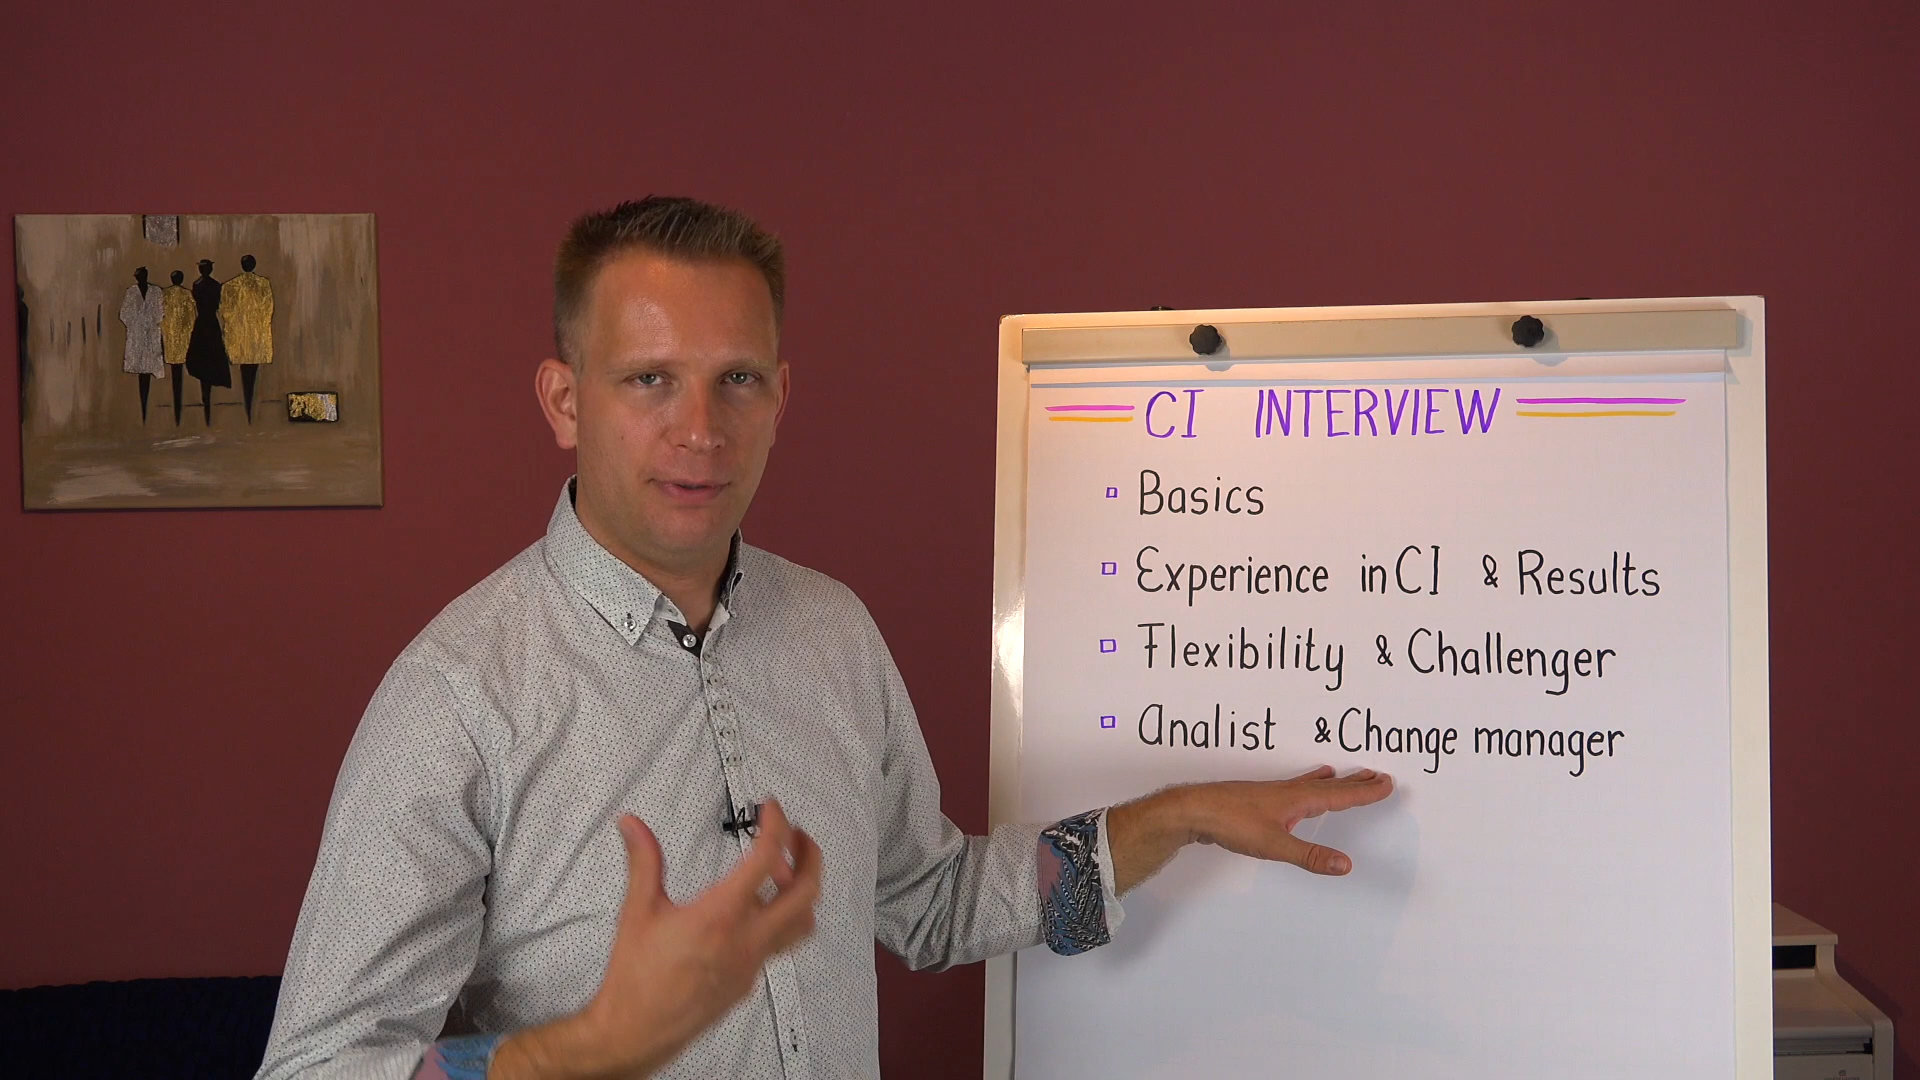 CI INTERVIEW
Basics
Experience in CI & Results
Flexibility & Challenger
Analist & Change manager